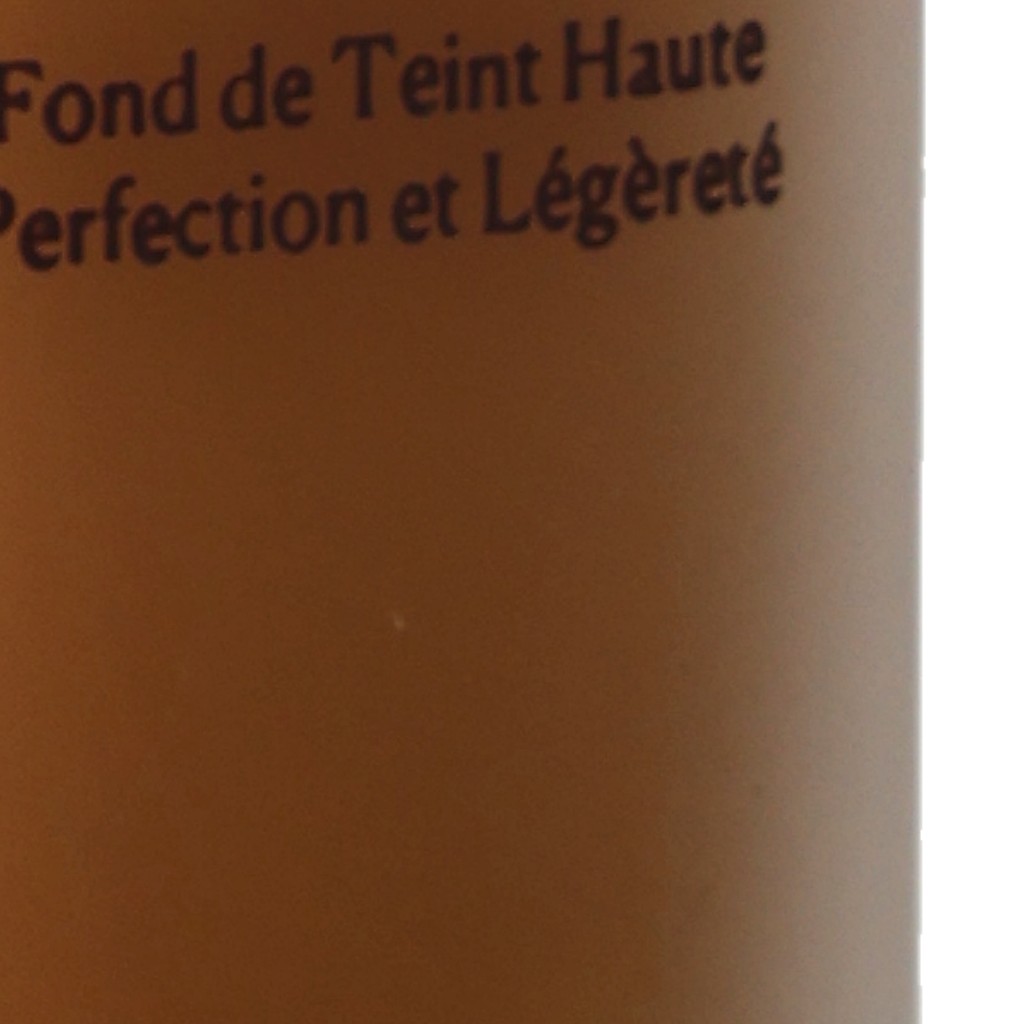 Fond de Teint Haute
Perfection et Légèreté